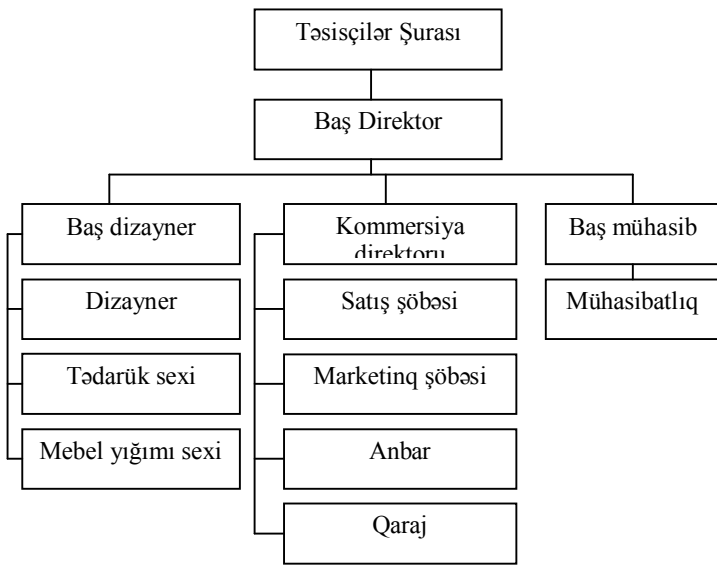 Təsisçilər Şurası
Baş Direktor
Baş dizayner
Dizayner
Tədarük sexi
Mebel yığımı sexi
Kommersiya
direktoru
Satış şöbəsi
Marketinq şöbəsi
Anbar
Qaraj
Baş mühasib
Mühasibatlıq